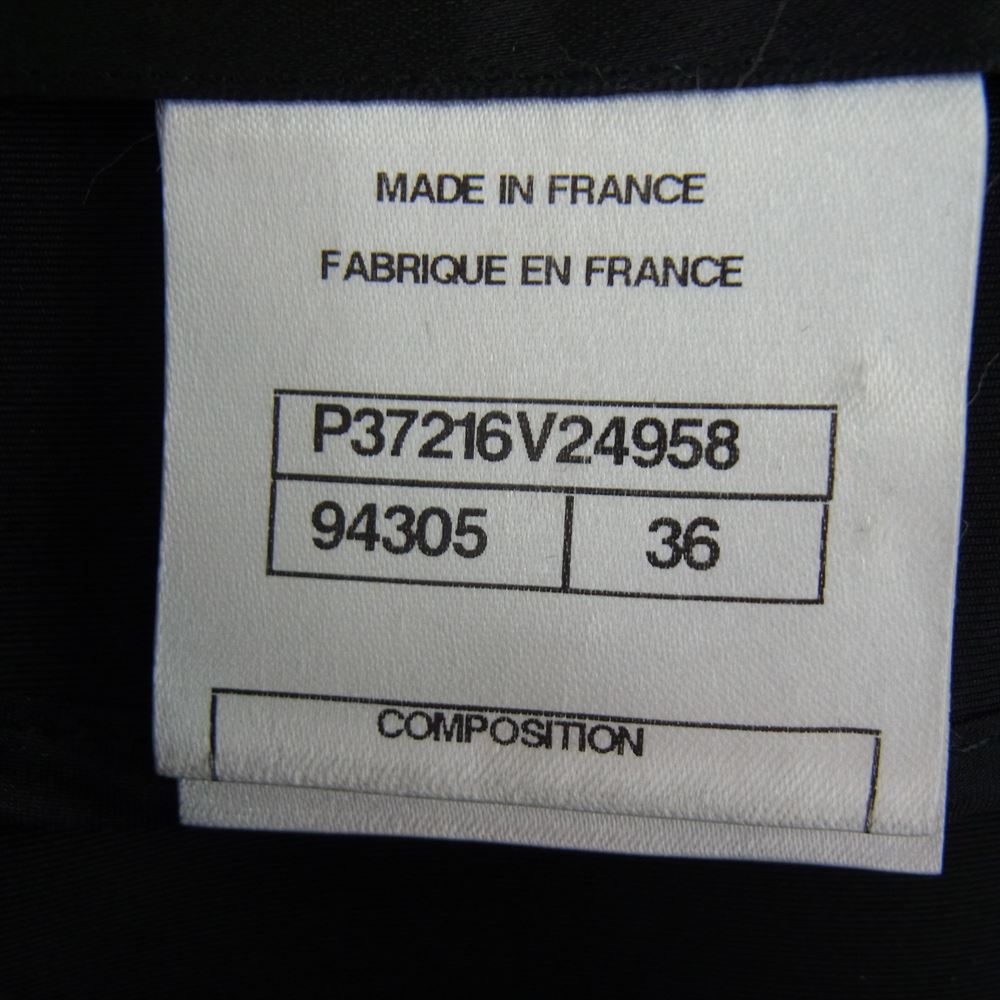 MADE IN FRANCE
FABRIQUE EN FRANCE
P37216V24958
94305 36
COMPOSITION